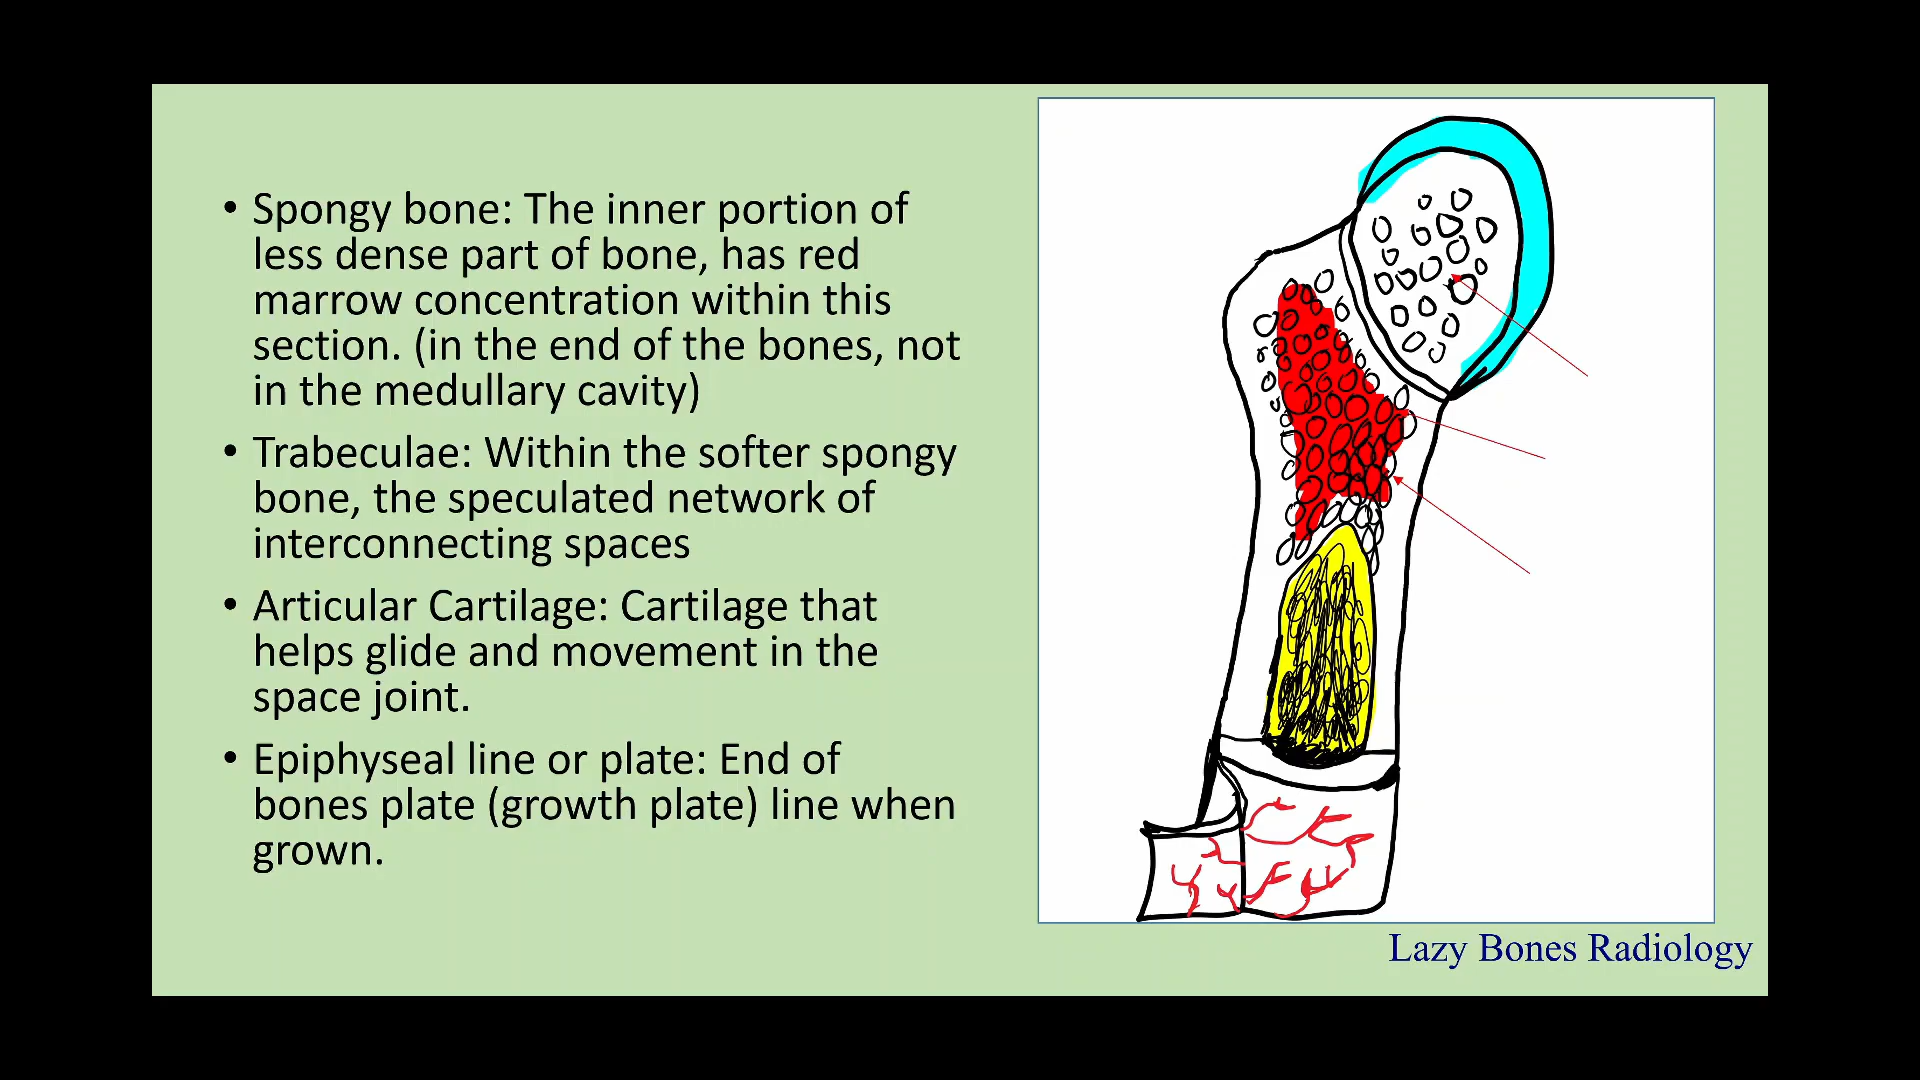 • Spongy bone: The inner portion of
less dense part of bone, has red
marrow concentration within this
section. (in the end of the bones, not
in the medullary cavity)
• Trabeculae: Within the softer spongy
bone, the speculated network of
interconnecting spaces
• Articular Cartilage: Cartilage that
helps glide and movement in the
space joint.
• Epiphyseal line or plate: End of
bones plate (growth plate) line when
grown.
Lazy Bones Radiology